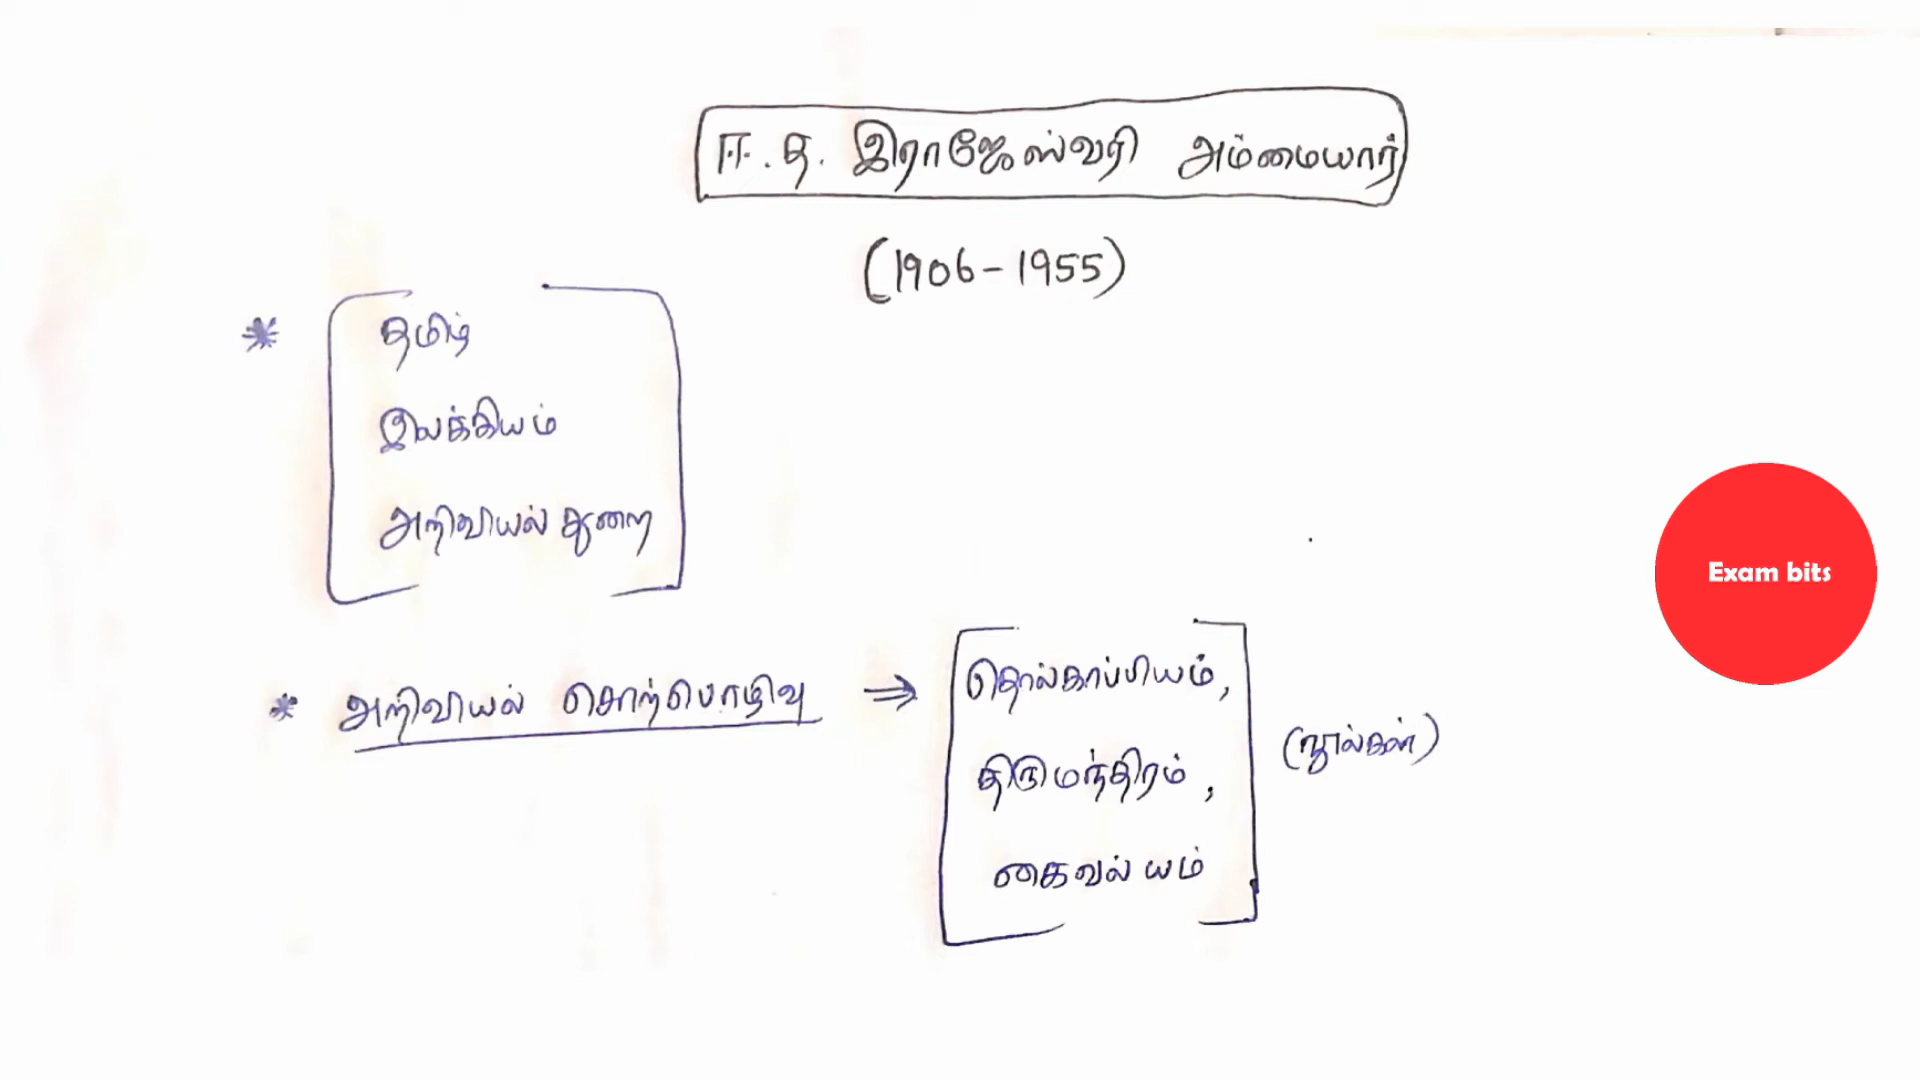 ஈ.த. இராஜேஸ்வரி அம்மையார்
(1906-1955)
* தமிழ்
இலக்கியம்
அறிவியல் துறை
Exam bits
* அறிவியல் சொற்பொழிவு ⇒ தொல்காப்பியம்,
திருமந்திரம்,
கைவல்யம்
(நூல்கள்)